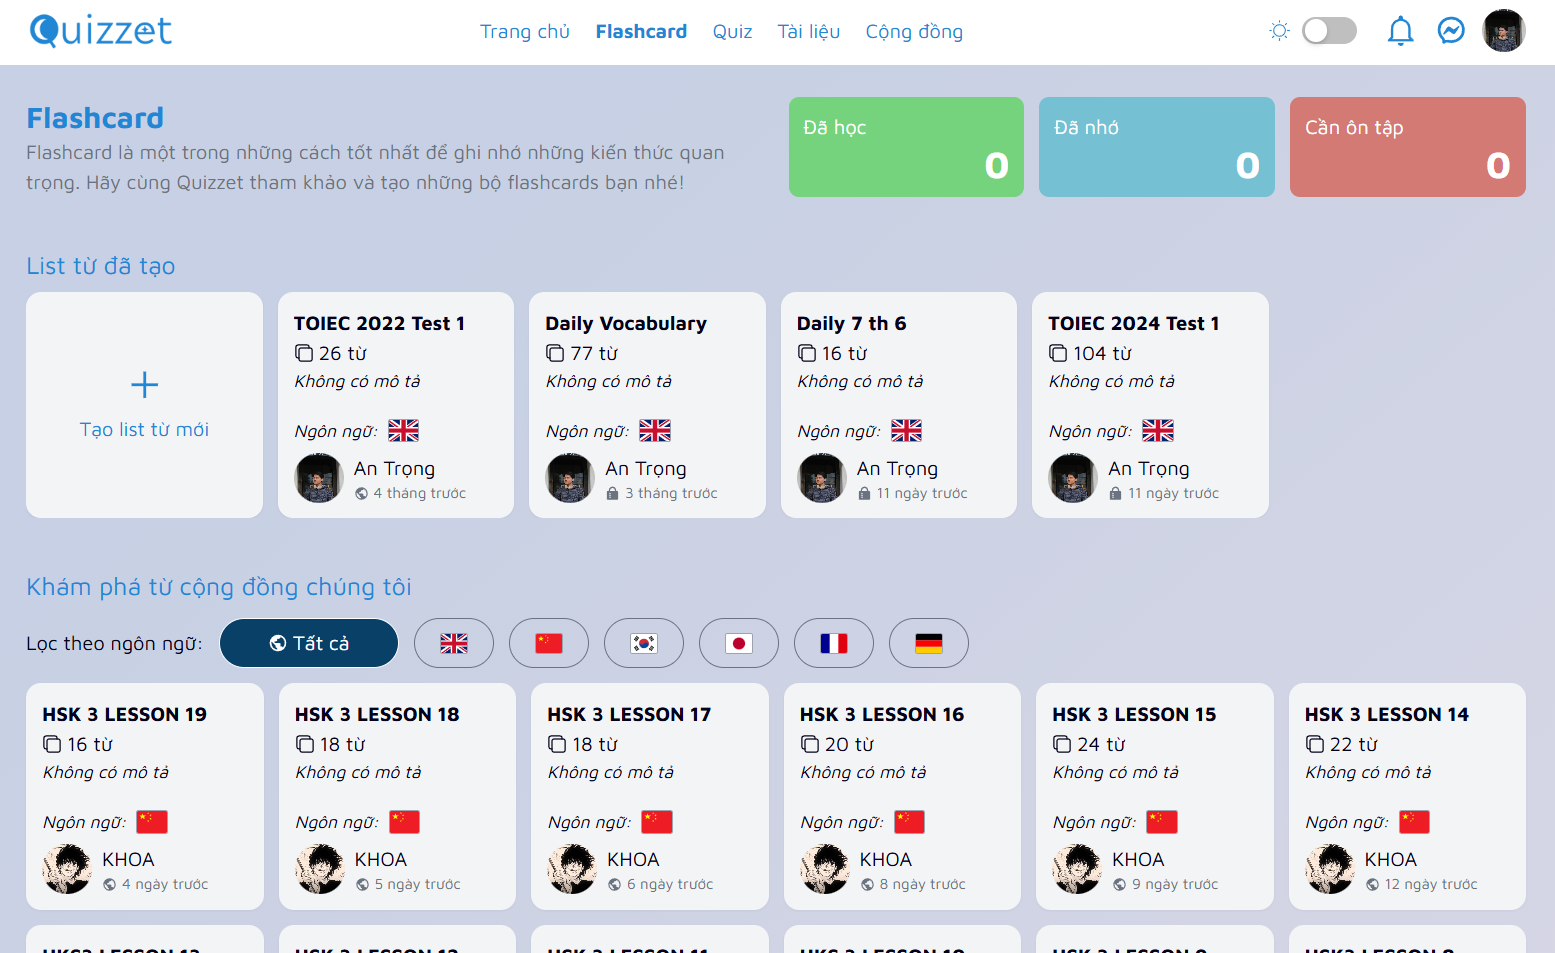 Quizzet
Trang chủ
Flashcard
Quiz
Tài liệu
Cộng đồng
Flashcard
Flashcard là một trong những cách tốt nhất để ghi nhớ những kiến thức quan
trọng. Hãy cùng Quizzet tham khảo và tạo những bộ flashcards bạn nhé!
Đã học
0
Đã nhớ
0
Cần ôn tập
0
List từ đã tạo
Tạo list từ mới
TOIEC 2022 Test 1
26 từ
Không có mô tả
Ngôn ngữ:
An Trọng
4 tháng trước
Daily Vocabulary
77 từ
Không có mô tả
Ngôn ngữ:
An Trọng
3 tháng trước
Daily 7 th 6
16 từ
Không có mô tả
Ngôn ngữ:
An Trọng
11 ngày trước
TOIEC 2024 Test 1
104 từ
Không có mô tả
Ngôn ngữ:
An Trọng
11 ngày trước
Khám phá từ cộng đồng chúng tôi
Lọc theo ngôn ngữ:
Tất cả
HSK 3 LESSON 19
16 từ
Không có mô tả
Ngôn ngữ:
KHOA
4 ngày trước
HSK 3 LESSON 18
18 từ
Không có mô tả
Ngôn ngữ:
KHOA
5 ngày trước
HSK 3 LESSON 17
18 từ
Không có mô tả
Ngôn ngữ:
KHOA
6 ngày trước
HSK 3 LESSON 16
20 từ
Không có mô tả
Ngôn ngữ:
KHOA
8 ngày trước
HSK 3 LESSON 15
24 từ
Không có mô tả
Ngôn ngữ:
KHOA
9 ngày trước
HSK 3 LESSON 14
22 từ
Không có mô tả
Ngôn ngữ:
KHOA
12 ngày trước